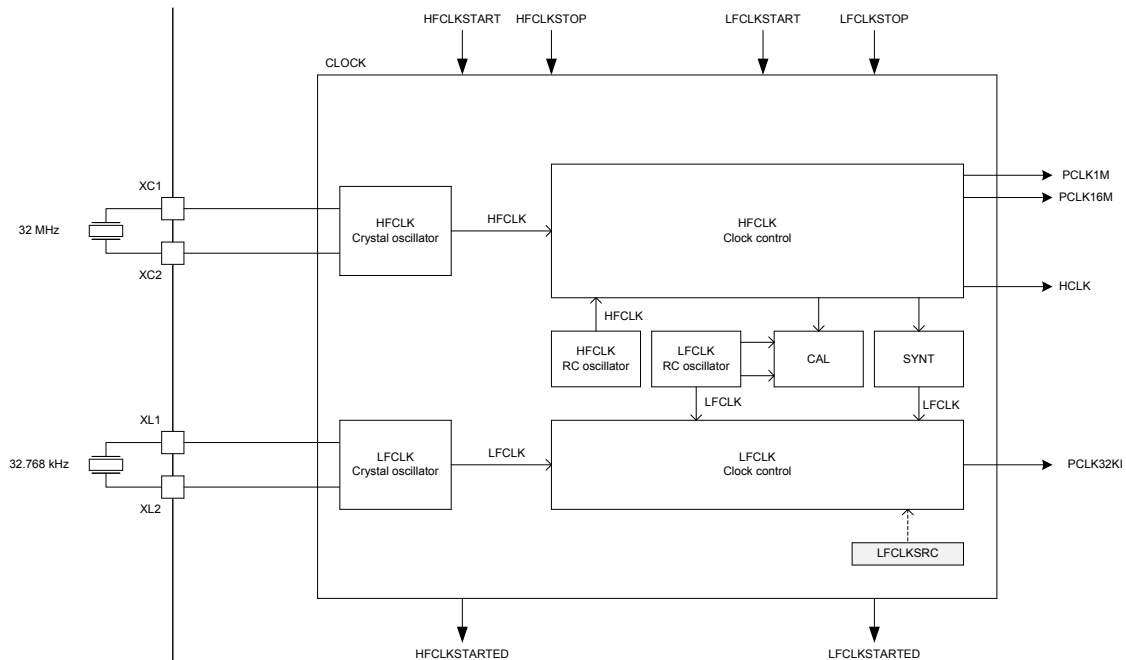 HFCLKSTART HFCLKSTOP LFCLKSTART LFCLKSTOP
CLOCK
XC1
32 MHz
XC2
HFCLK
Crystal oscillator
HFCLK
HFCLK
Clock control
PCLK1M
PCLK16M
HCLK
HFCLK
HFCLK
RC oscillator
LFCLK
RC oscillator
CAL
SYNT
LFCLK
LFCLK
XL1
32.768 kHz
XL2
LFCLK
Crystal oscillator
LFCLK
LFCLK
Clock control
PCLK32KI
LFCLKSRC
HFCLKSTARTED LFCLKSTARTED